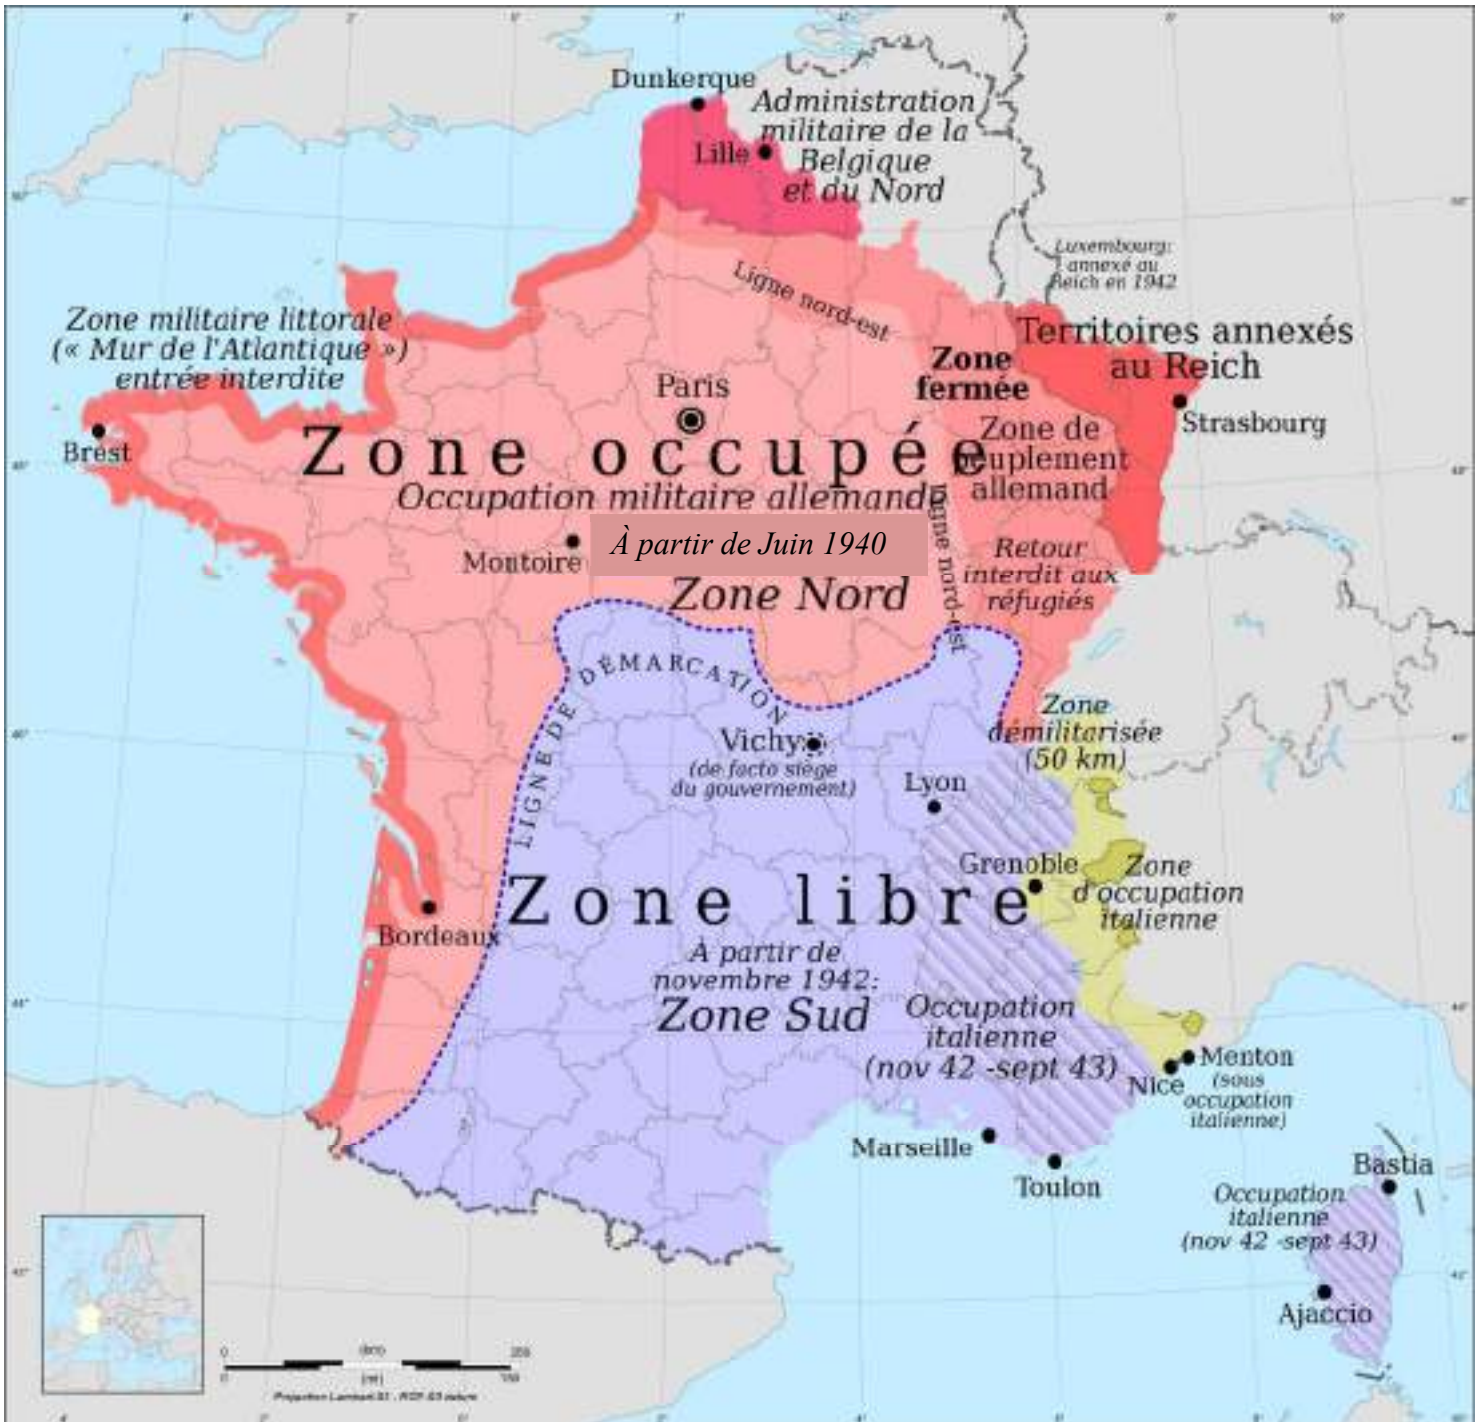 Dunkerque
Administration
militaire de la
Belgique
et du Nord
Lille
Luxembourg:
annexé au
Reich en 1942
Ligne nord-est
Zone militaire littorale
(« Mur de l'Atlantique »)
entrée interdite
Territoires annexés
au Reich
Zone
fermée
Paris
Strasbourg
Brest
Zone occupée
Zone de
peuplement
allemand
Occupation militaire allemande
ligne nord-est
À partir de Juin 1940
Montoire
Retour
interdit aux
réfugiés
Zone Nord
LIGNE DE DÉMARCATION
Zone
démilitarisée
(50 km)
Vichy
(de facto siège
du gouvernement)
Lyon
Grenoble
Zone
d'occupation
italienne
Zone libre
Bordeaux
À partir de
novembre 1942:
Zone Sud
Occupation
italienne
(nov 42 -sept 43)
Menton
(sous
occupation
italienne)
Nice
Marseille
Toulon
Bastia
Occupation
italienne
(nov 42 -sept 43)
Ajaccio